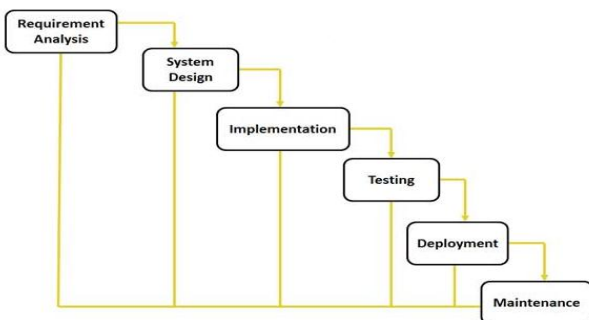 Requirement
Analysis
System
Design
Implementation
Testing
Deployment
Maintenance